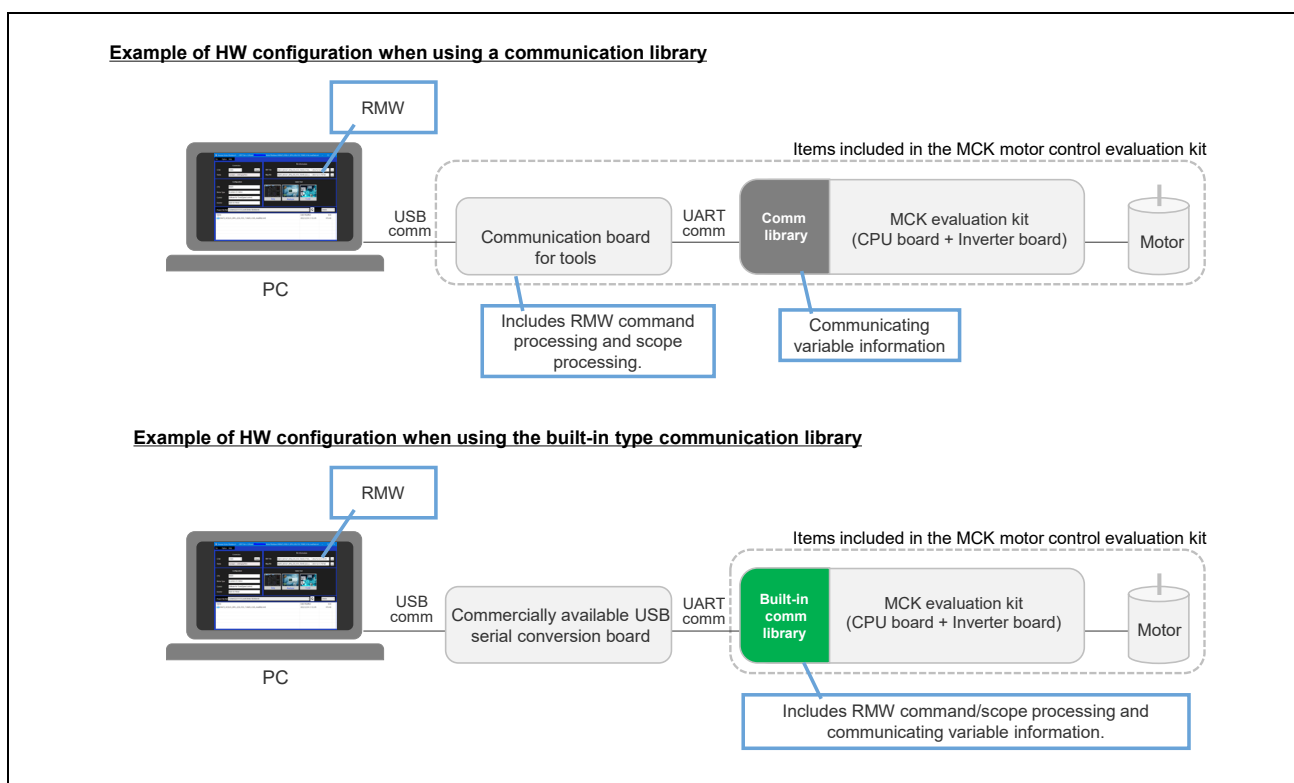 Example of HW configuration when using a communication library
RMW
Items included in the MCK motor control evaluation kit
USB
comm
Communication board
for tools
UART
comm
Comm
library
MCK evaluation kit
(CPU board + Inverter board)
Motor
PC
Includes RMW command
processing and scope
processing.
Communicating
variable information
Example of HW configuration when using the built-in type communication library
RMW
Items included in the MCK motor control evaluation kit
USB
comm
Commercially available USB
serial conversion board
UART
comm
Built-in
comm
library
MCK evaluation kit
(CPU board + Inverter board)
Motor
PC
Includes RMW command/scope processing and
communicating variable information.